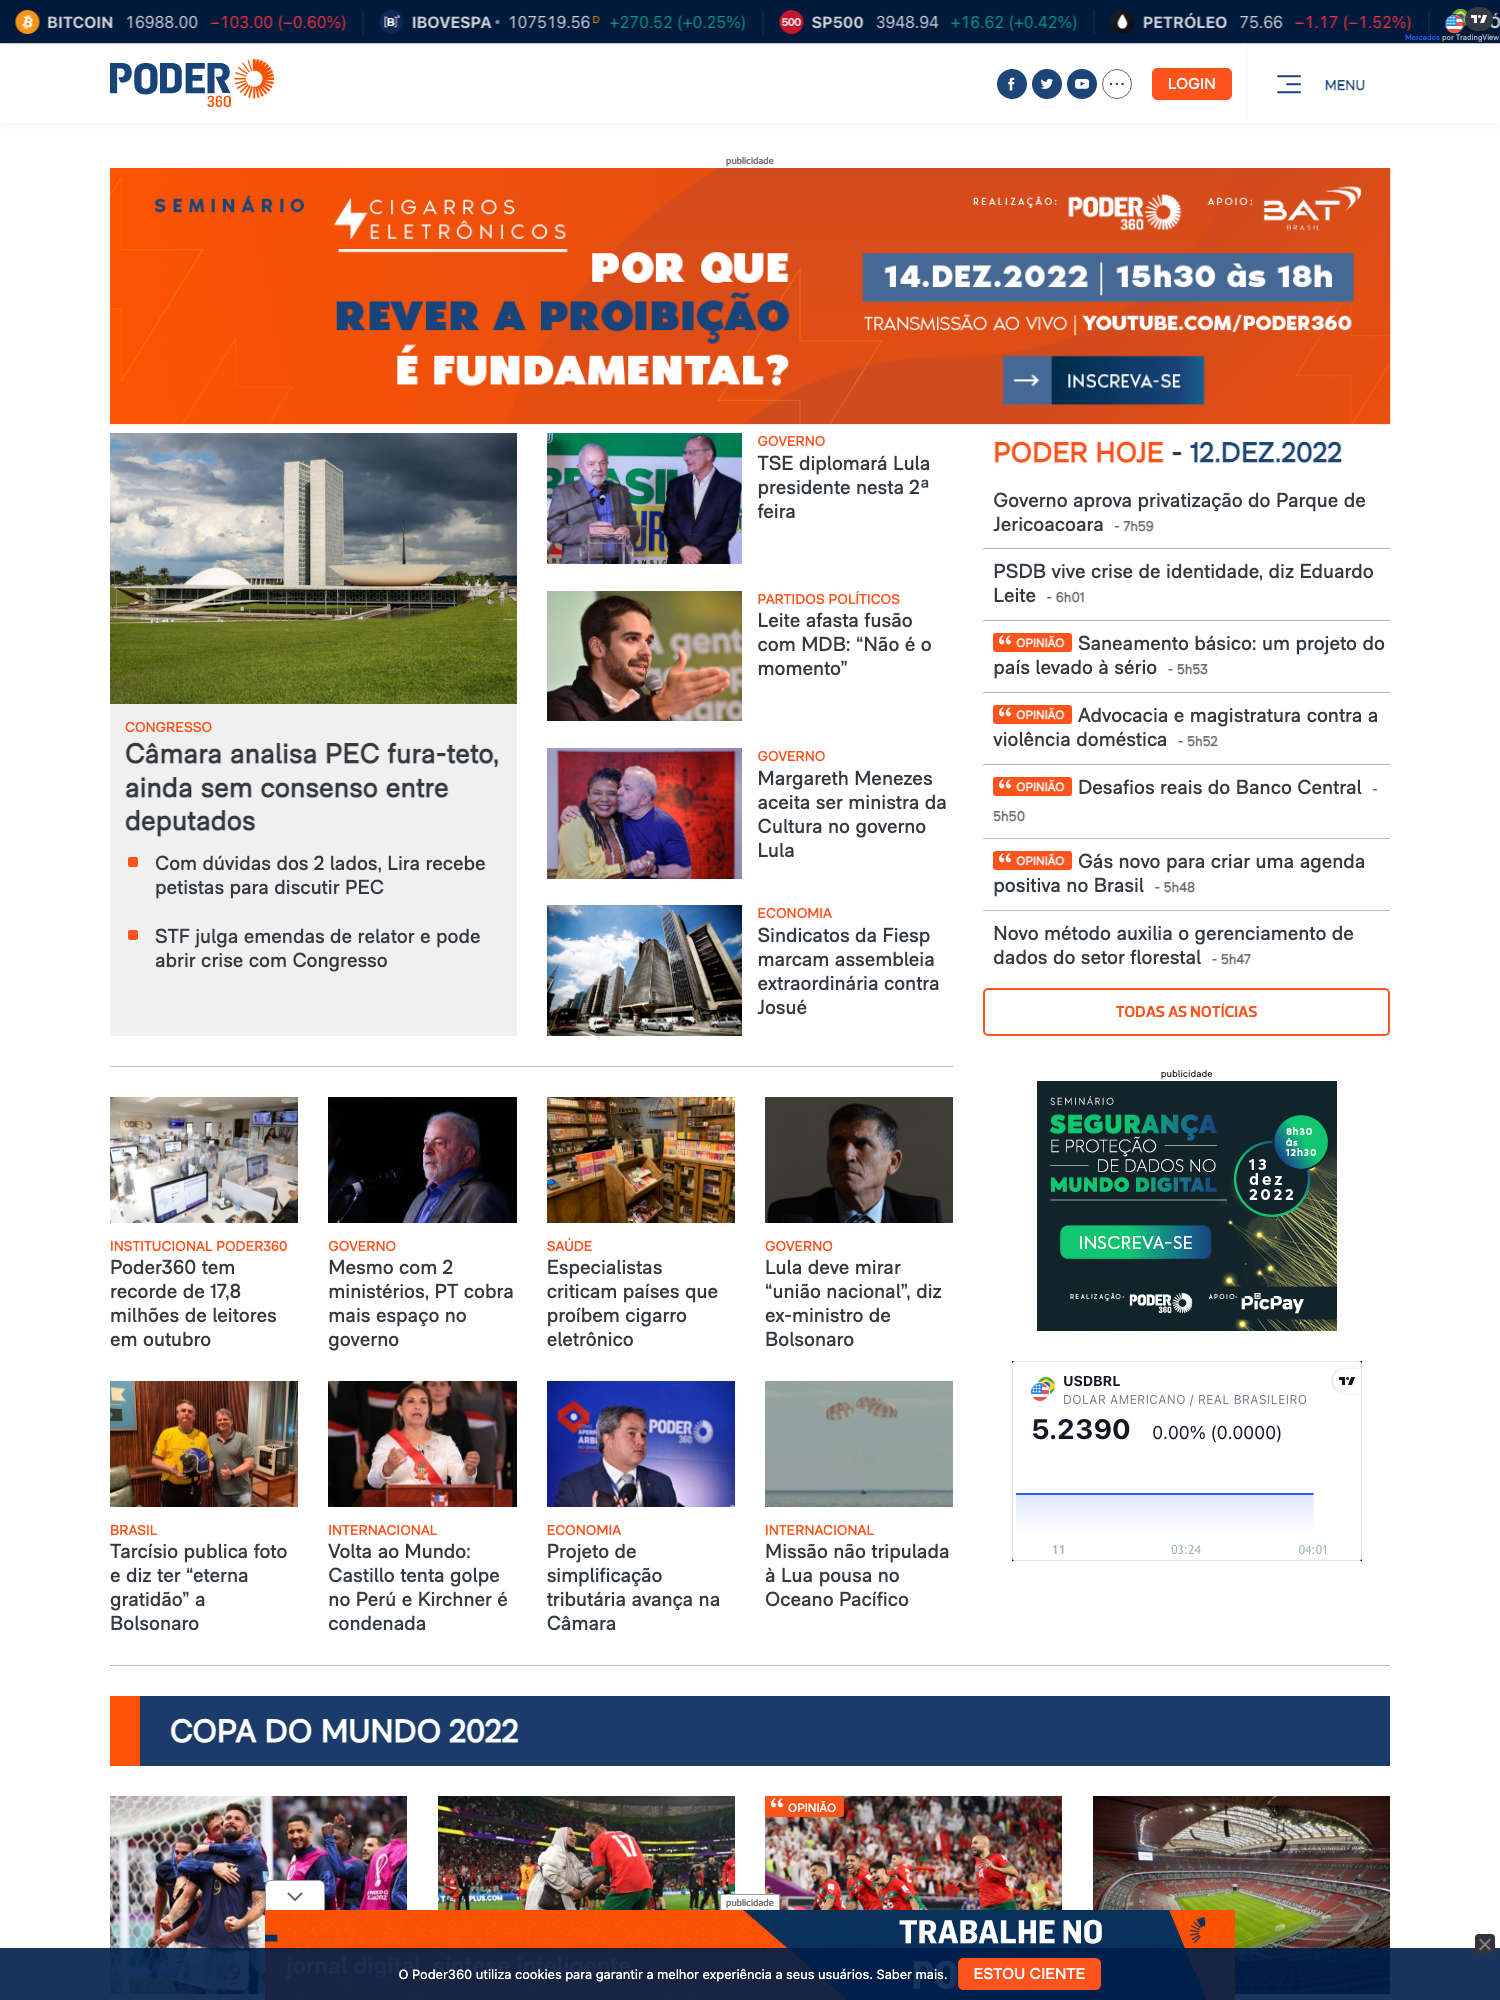 BITCOIN 16988.00 −103.00 (−0.60%) IBOVESPA 107519.56 D +270.52 (+0.25%) 500 SP500 3948.94 +16.62 (+0.42%) PETRÓLEO 75.66 −1.17 (−1.52%)
Mercados por TradingView
PODER
360
LOGIN
MENU
publicidade
SEMINÁRIO
CIGARROS
ELETRÔNICOS
POR QUE
REVER A PROIBIÇÃO
É FUNDAMENTAL?
REALIZAÇÃO: PODER 360 APOIO: BAT BRASIL
14.DEZ.2022 | 15h30 às 18h
TRANSMISSÃO AO VIVO | YOUTUBE.COM/PODER360
INSCREVA-SE
CONGRESSO
Câmara analisa PEC fura-teto,
ainda sem consenso entre
deputados
Com dúvidas dos 2 lados, Lira recebe
petistas para discutir PEC
STF julga emendas de relator e pode
abrir crise com Congresso
GOVERNO
TSE diplomará Lula
presidente nesta 2ª
feira
PARTIDOS POLÍTICOS
Leite afasta fusão
com MDB: “Não é o
momento”
GOVERNO
Margareth Menezes
aceita ser ministra da
Cultura no governo
Lula
ECONOMIA
Sindicatos da Fiesp
marcam assembleia
extraordinária contra
Josué
PODER HOJE - 12.DEZ.2022
Governo aprova privatização do Parque de
Jericoacoara - 7h59
PSDB vive crise de identidade, diz Eduardo
Leite - 6h01
“ OPINIÃO Saneamento básico: um projeto do
país levado à sério - 5h53
“ OPINIÃO Advocacia e magistratura contra a
violência doméstica - 5h52
“ OPINIÃO Desafios reais do Banco Central -
5h50
“ OPINIÃO Gás novo para criar uma agenda
positiva no Brasil - 5h48
Novo método auxilia o gerenciamento de
dados do setor florestal - 5h47
TODAS AS NOTÍCIAS
publicidade
SEMINÁRIO
SEGURANÇA
E PROTEÇÃO
DE DADOS NO
MUNDO DIGITAL
8h30
às
12h30
13
dez
2022
INSCREVA-SE
REALIZAÇÃO: PODER 360 APOIO: PicPay
INSTITUCIONAL PODER360
Poder360 tem
recorde de 17,8
milhões de leitores
em outubro
GOVERNO
Mesmo com 2
ministérios, PT cobra
mais espaço no
governo
SAÚDE
Especialistas
criticam países que
proíbem cigarro
eletrônico
GOVERNO
Lula deve mirar
“união nacional”, diz
ex-ministro de
Bolsonaro
USDBRL
DOLAR AMERICANO / REAL BRASILEIRO
5.2390 0.00% (0.0000)
11 03:24 04:01
PODER
360
BRASIL
Tarcísio publica foto
e diz ter “eterna
gratidão” a
Bolsonaro
INTERNACIONAL
Volta ao Mundo:
Castillo tenta golpe
no Perú e Kirchner é
condenada
ECONOMIA
Projeto de
simplificação
tributária avança na
Câmara
INTERNACIONAL
Missão não tripulada
à Lua pousa no
Oceano Pacífico
COPA DO MUNDO 2022
“ OPINIÃO
17
publicidade
TRABALHE NO
jornal digital
O Poder360 utiliza cookies para garantir a melhor experiência a seus usuários. Saber mais.
ESTOU CIENTE